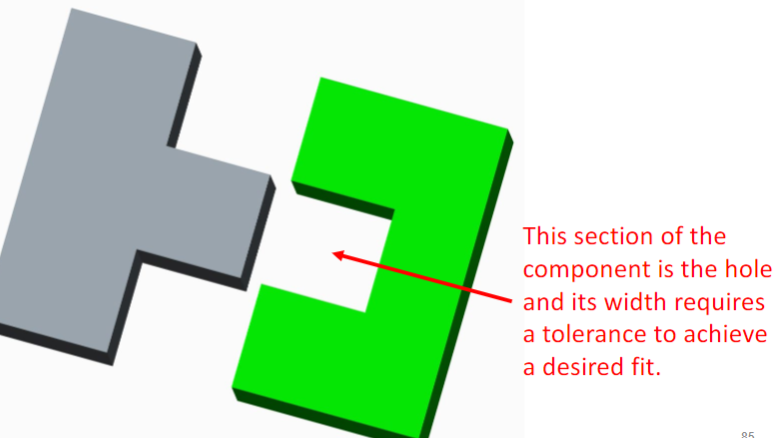 This section of the
component is the hole
and its width requires
a tolerance to achieve
a desired fit.
85